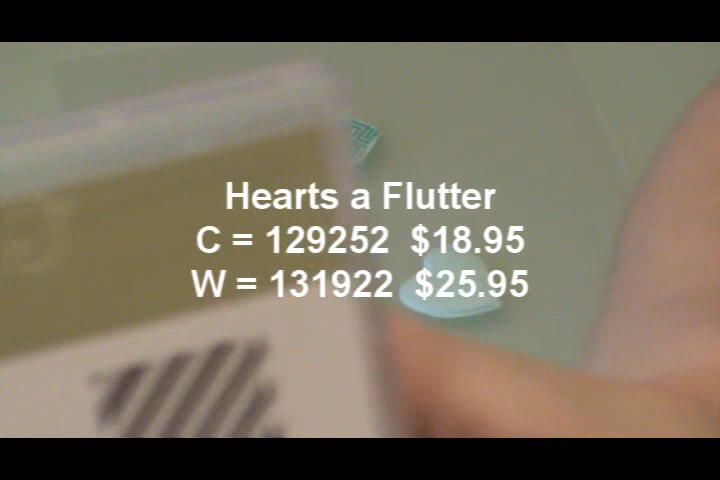 Hearts a Flutter
C = 129252  $18.95
W = 131922  $25.95